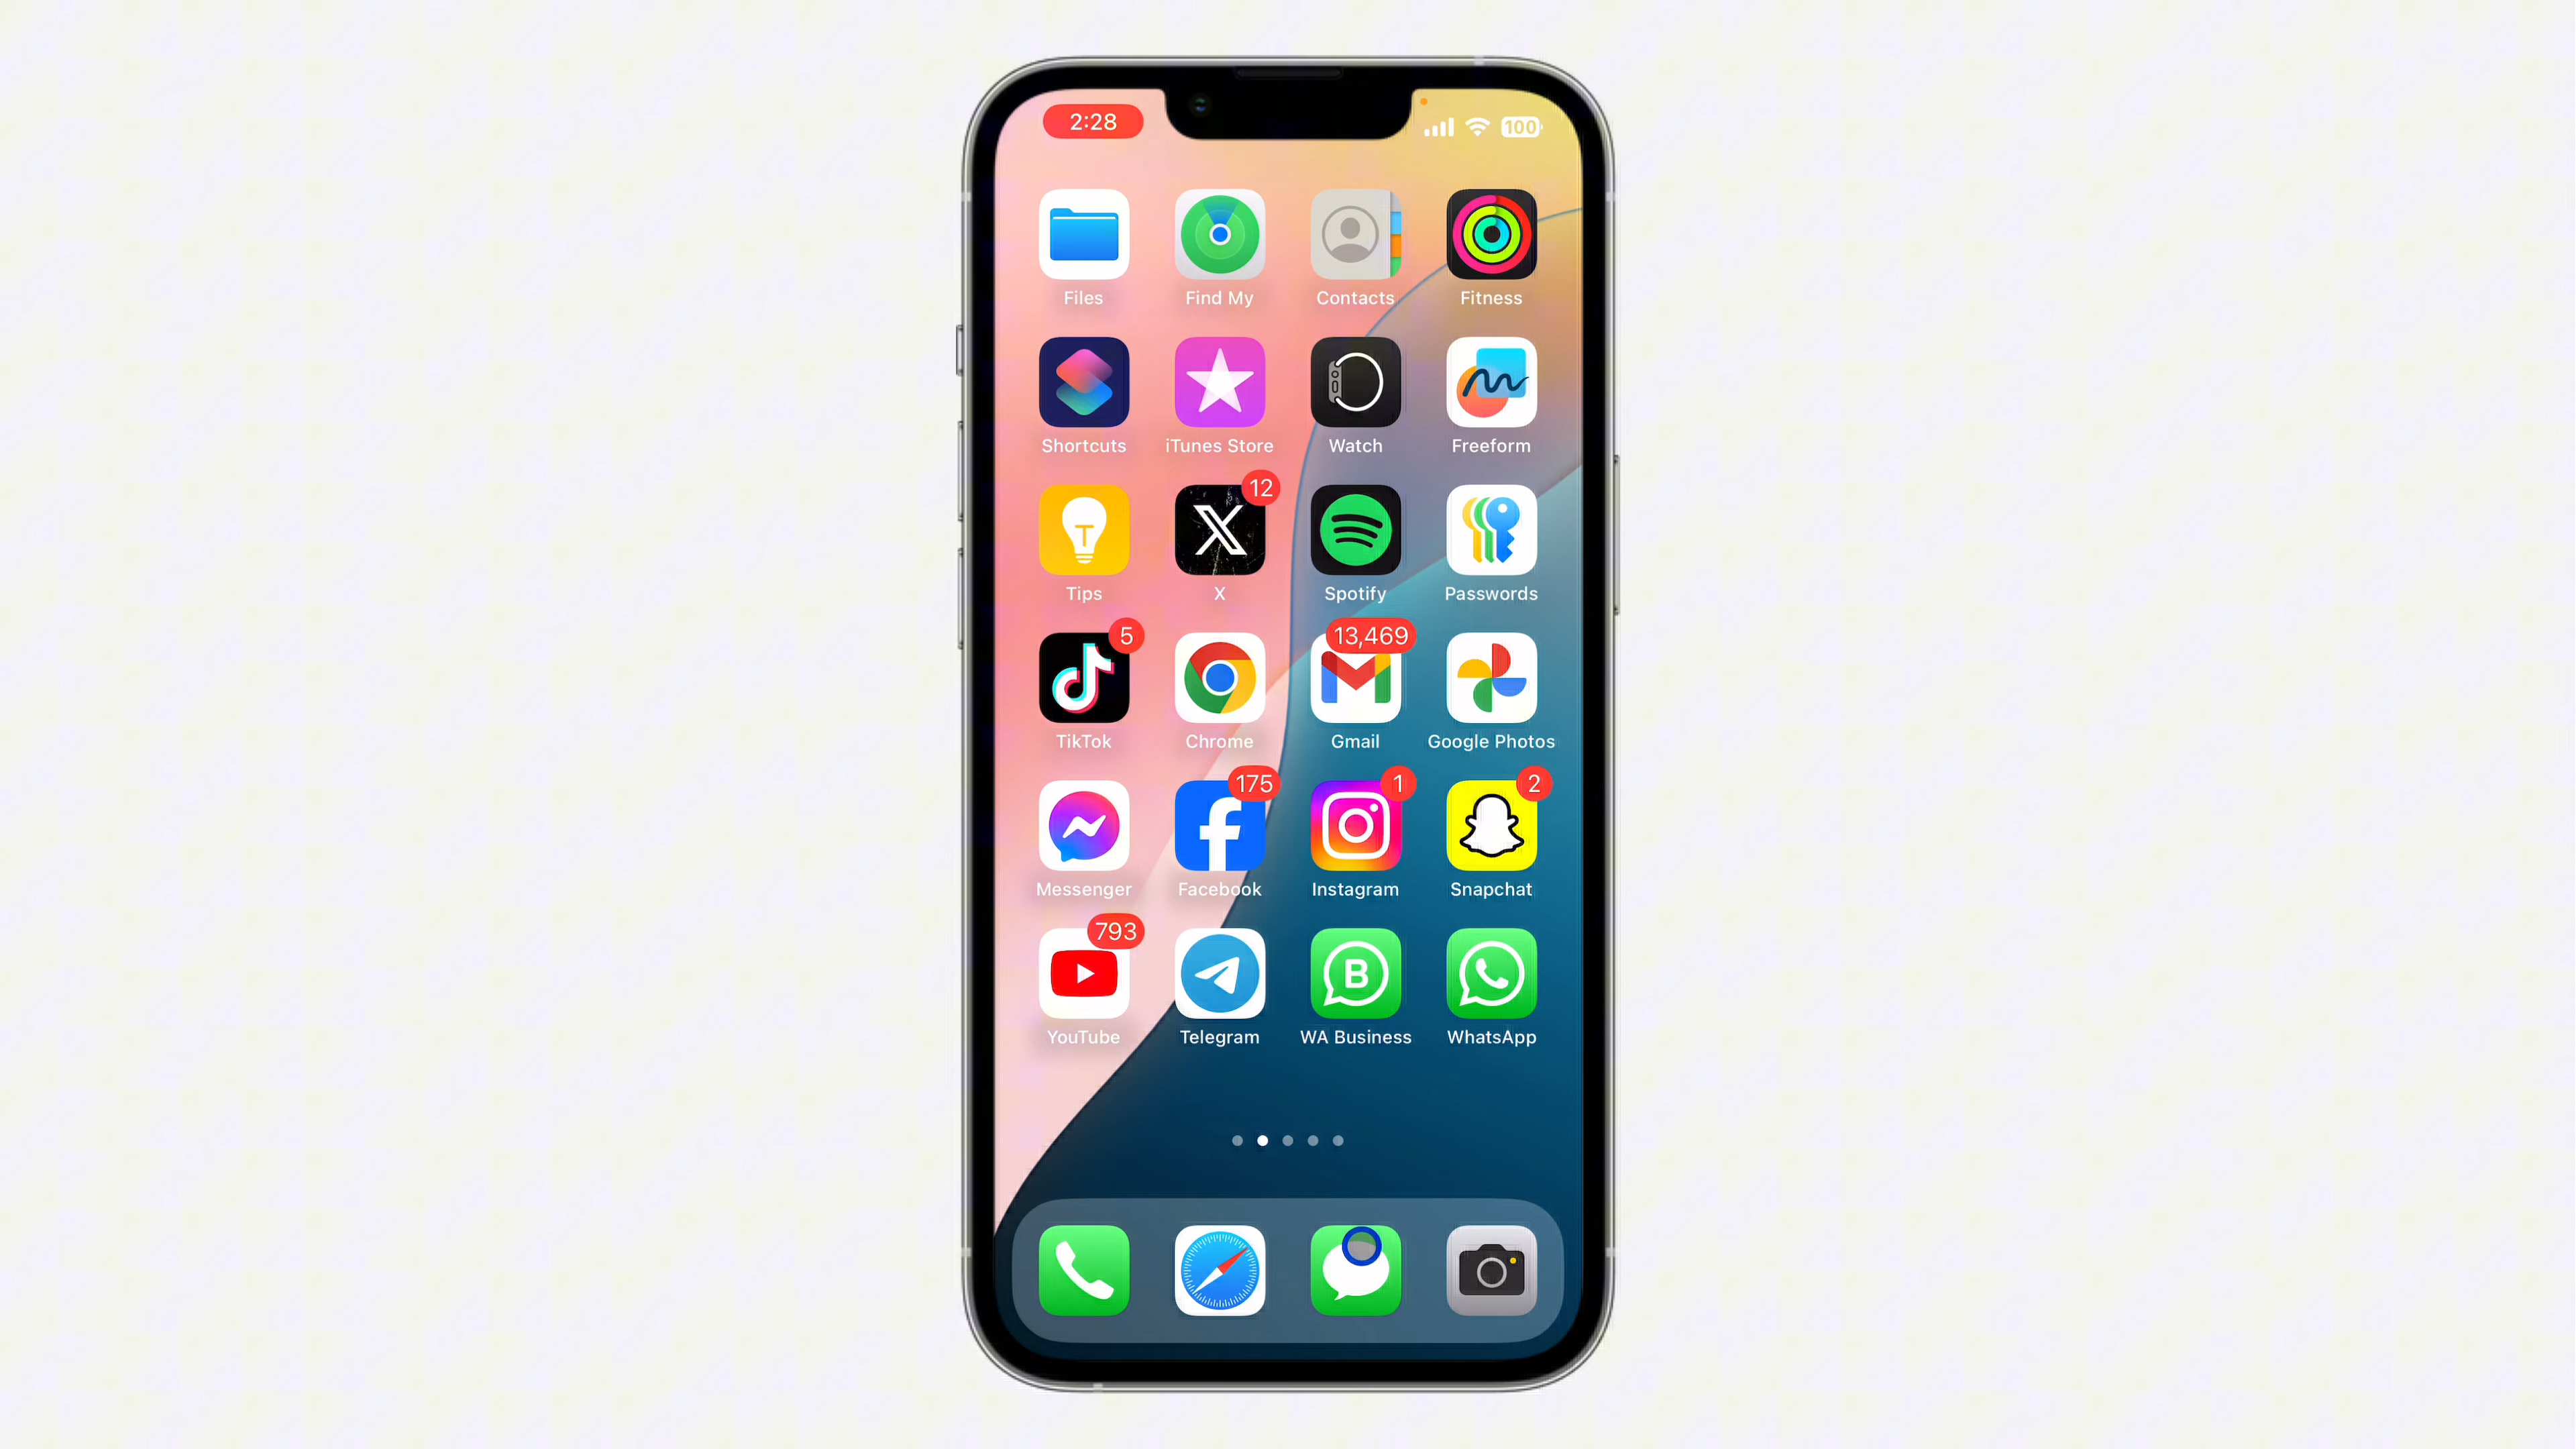 2:28
100
Files Find My Contacts Fitness
Shortcuts iTunes Store Watch Freeform
12
T
X
Tips X Spotify Passwords
5 13,469
TikTok Chrome Gmail Google Photos
175 1 2
Messenger Facebook Instagram Snapchat
793
B
YouTube Telegram WA Business WhatsApp